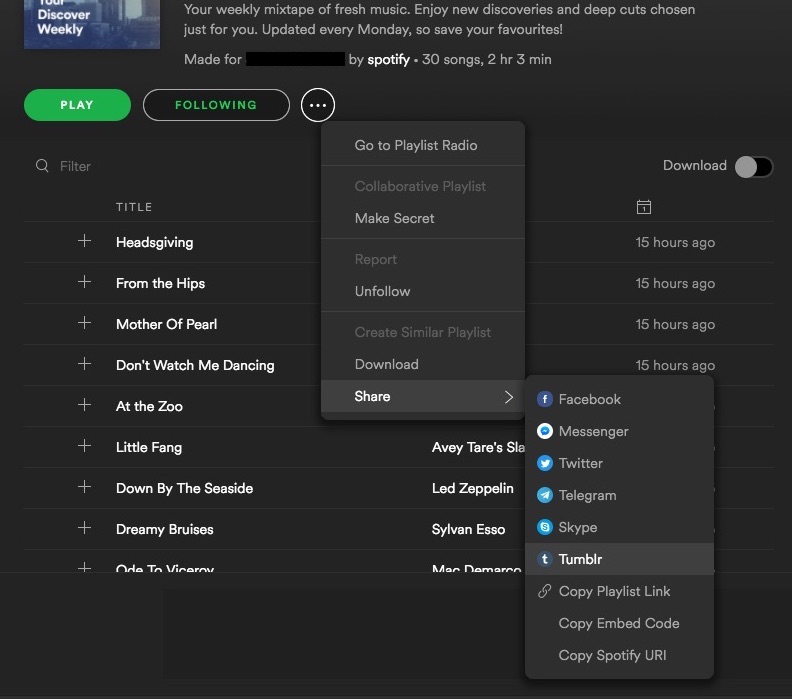 Your
Discover
Weekly
Your weekly mixtape of fresh music. Enjoy new discoveries and deep cuts chosen
just for you. Updated every Monday, so save your favourites!
Made for by spotify • 30 songs, 2 hr 3 min
PLAY
FOLLOWING
Filter
Download
TITLE
Headsgiving 15 hours ago
From the Hips 15 hours ago
Mother Of Pearl 15 hours ago
Don't Watch Me Dancing 15 hours ago
At the Zoo
Little Fang Avey Tare's Sla
Down By The Seaside Led Zeppelin
Dreamy Bruises Sylvan Esso
Ode To Viceroy Mac Demarco
Go to Playlist Radio
Collaborative Playlist
Make Secret
Report
Unfollow
Create Similar Playlist
Download
Share
Facebook
Messenger
Twitter
Telegram
Skype
Tumblr
Copy Playlist Link
Copy Embed Code
Copy Spotify URI